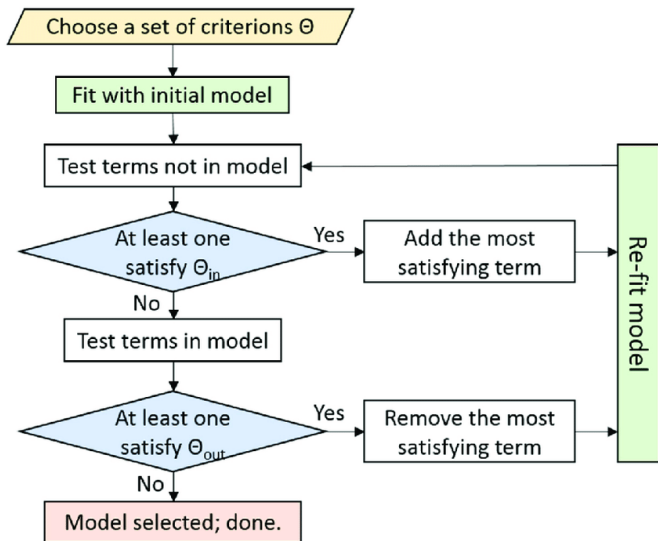 Choose a set of criterions Θ
Fit with initial model
Test terms not in model
At least one
satisfy Θin
Yes
Add the most
satisfying term
Re-fit model
No
Test terms in model
At least one
satisfy Θout
Yes
Remove the most
satisfying term
No
Model selected; done.